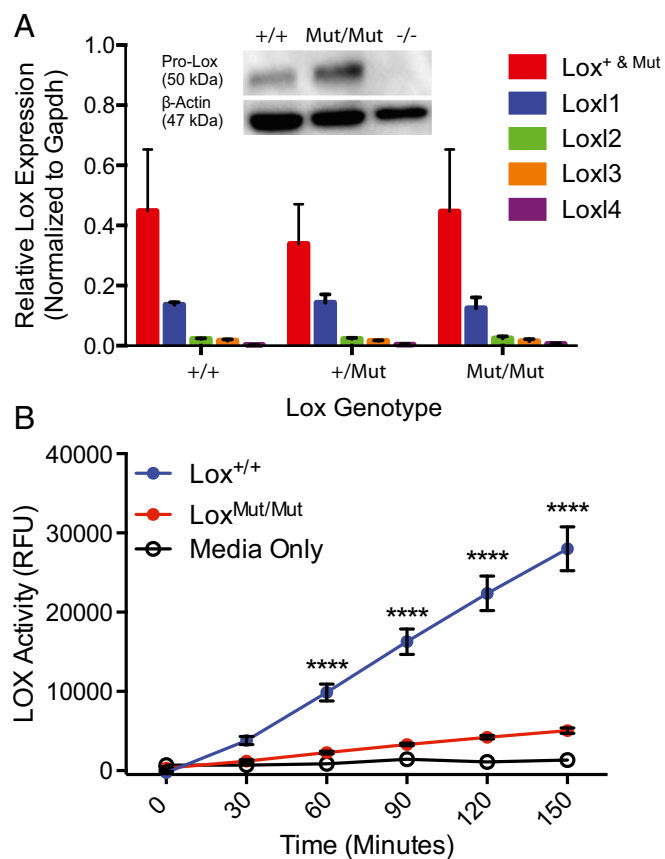 A
+/+ Mut/Mut -/-
Pro-Lox
(50 kDa)
β-Actin
(47 kDa)
Lox+ & Mut
Loxl1
Loxl2
Loxl3
Loxl4
Relative Lox Expression
(Normalized to Gapdh)
1.0
0.8
0.6
0.4
0.2
0.0
+/+ +/Mut Mut/Mut
Lox Genotype
B
LOX Activity (RFU)
40000
30000
20000
10000
0
Lox+/+
LoxMut/Mut
Media Only
**** **** **** ****
0 30 60 90 120 150
Time (Minutes)